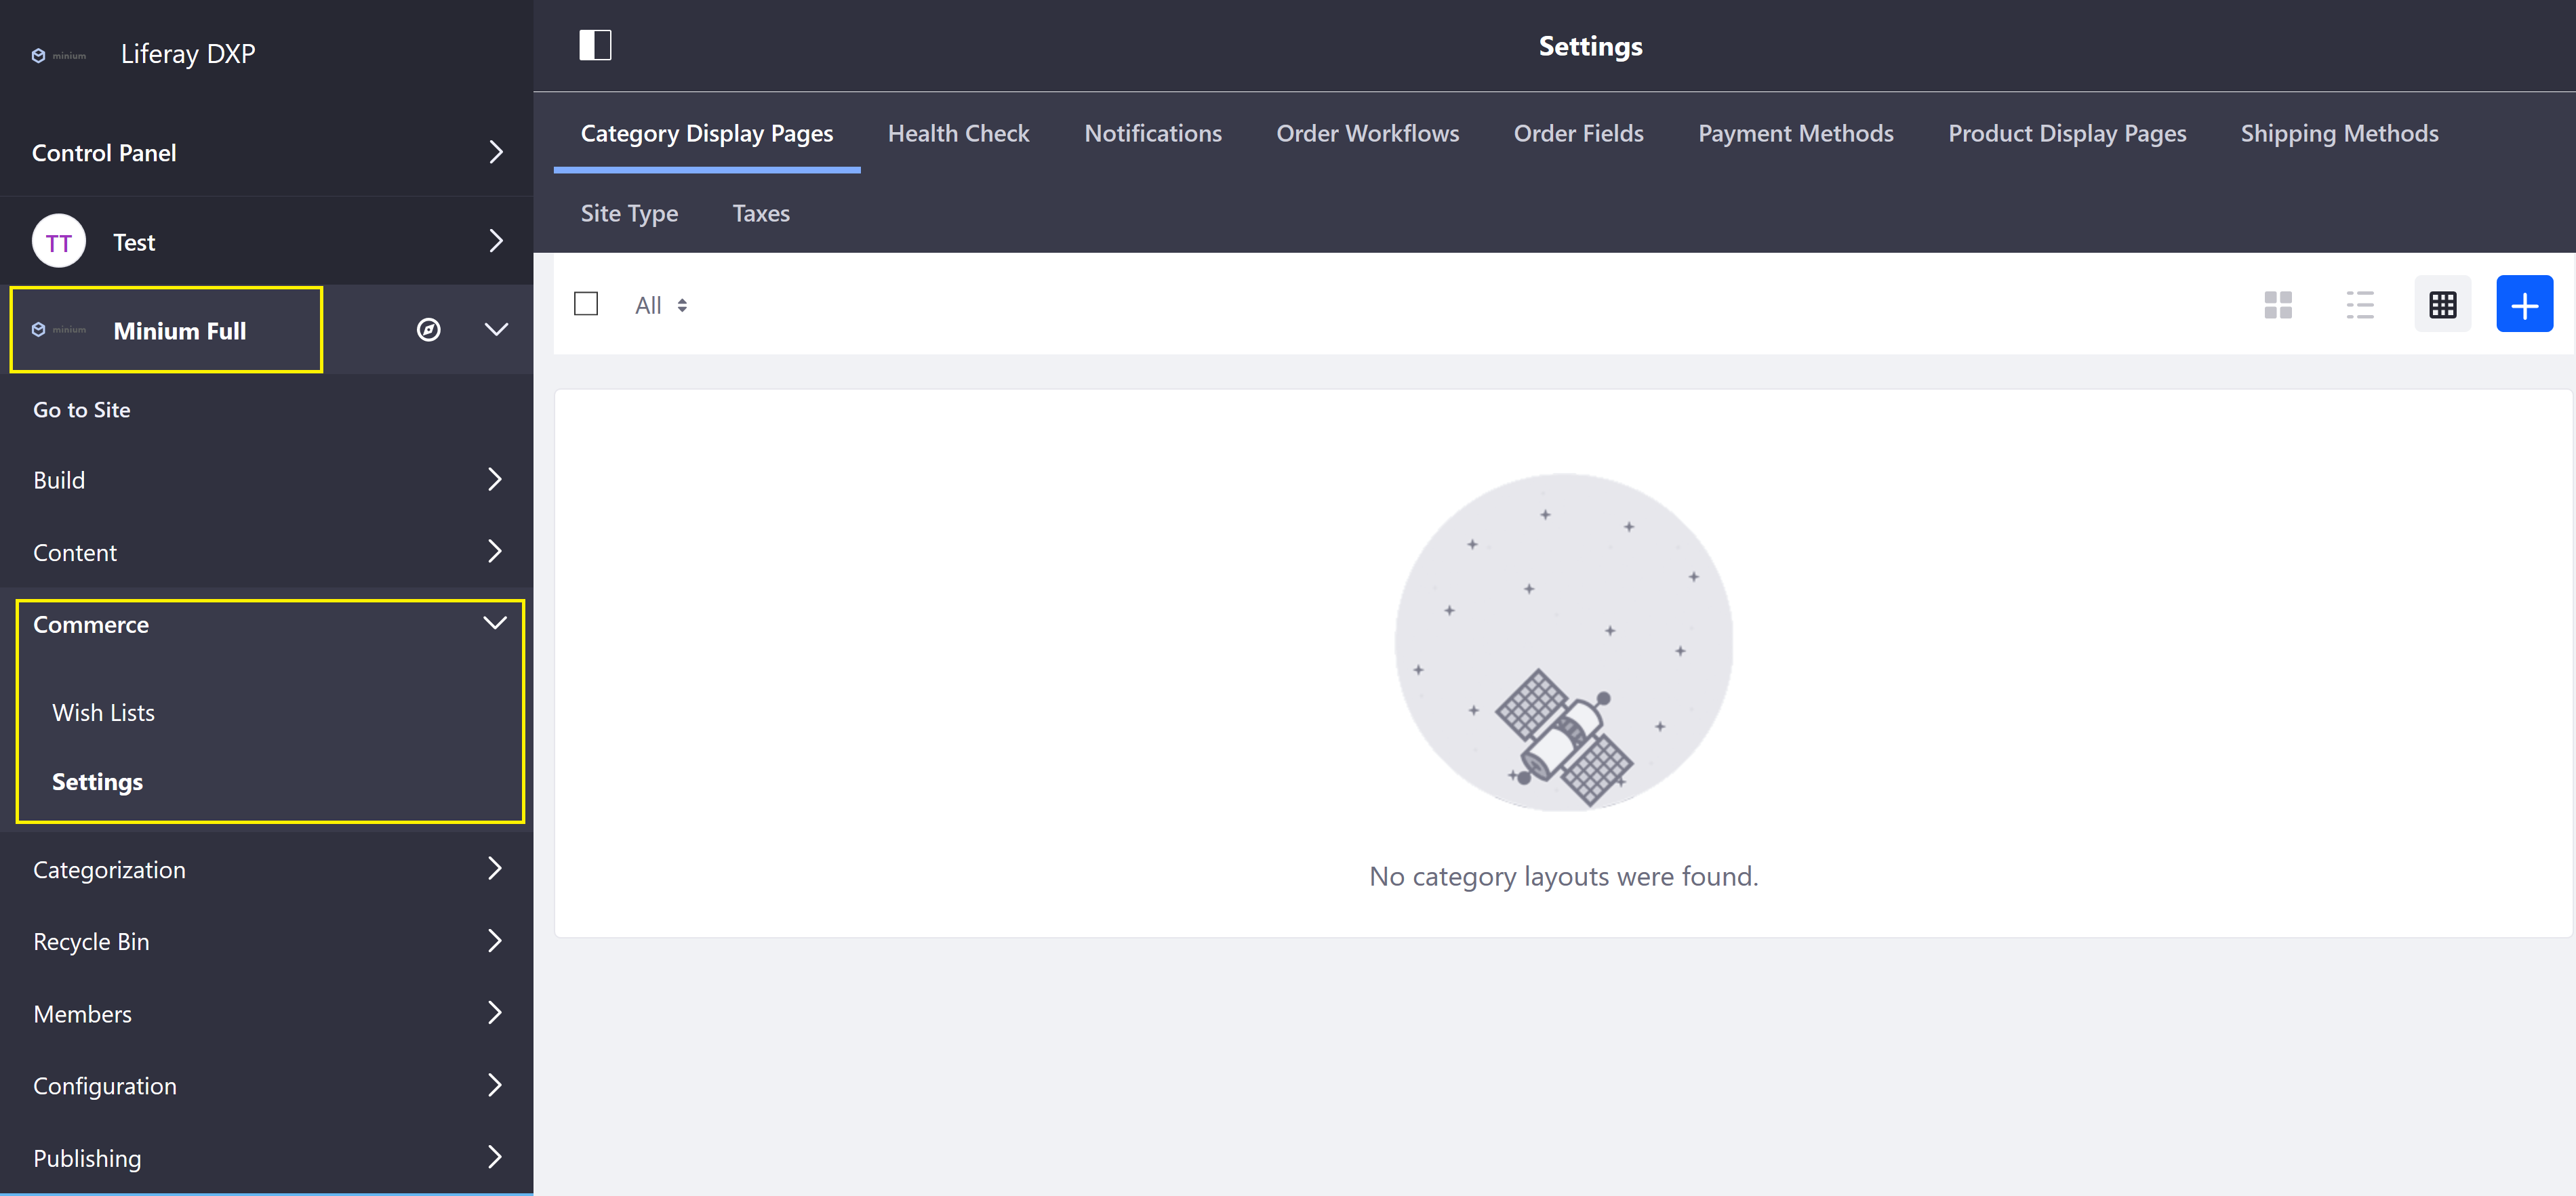 minium Liferay DXP
Control Panel
TT Test
minium Minium Full
Go to Site
Build
Content
Commerce
Wish Lists
Settings
Categorization
Recycle Bin
Members
Configuration
Publishing
Settings
Category Display Pages Health Check Notifications Order Workflows Order Fields Payment Methods Product Display Pages Shipping Methods
Site Type Taxes
All
No category layouts were found.